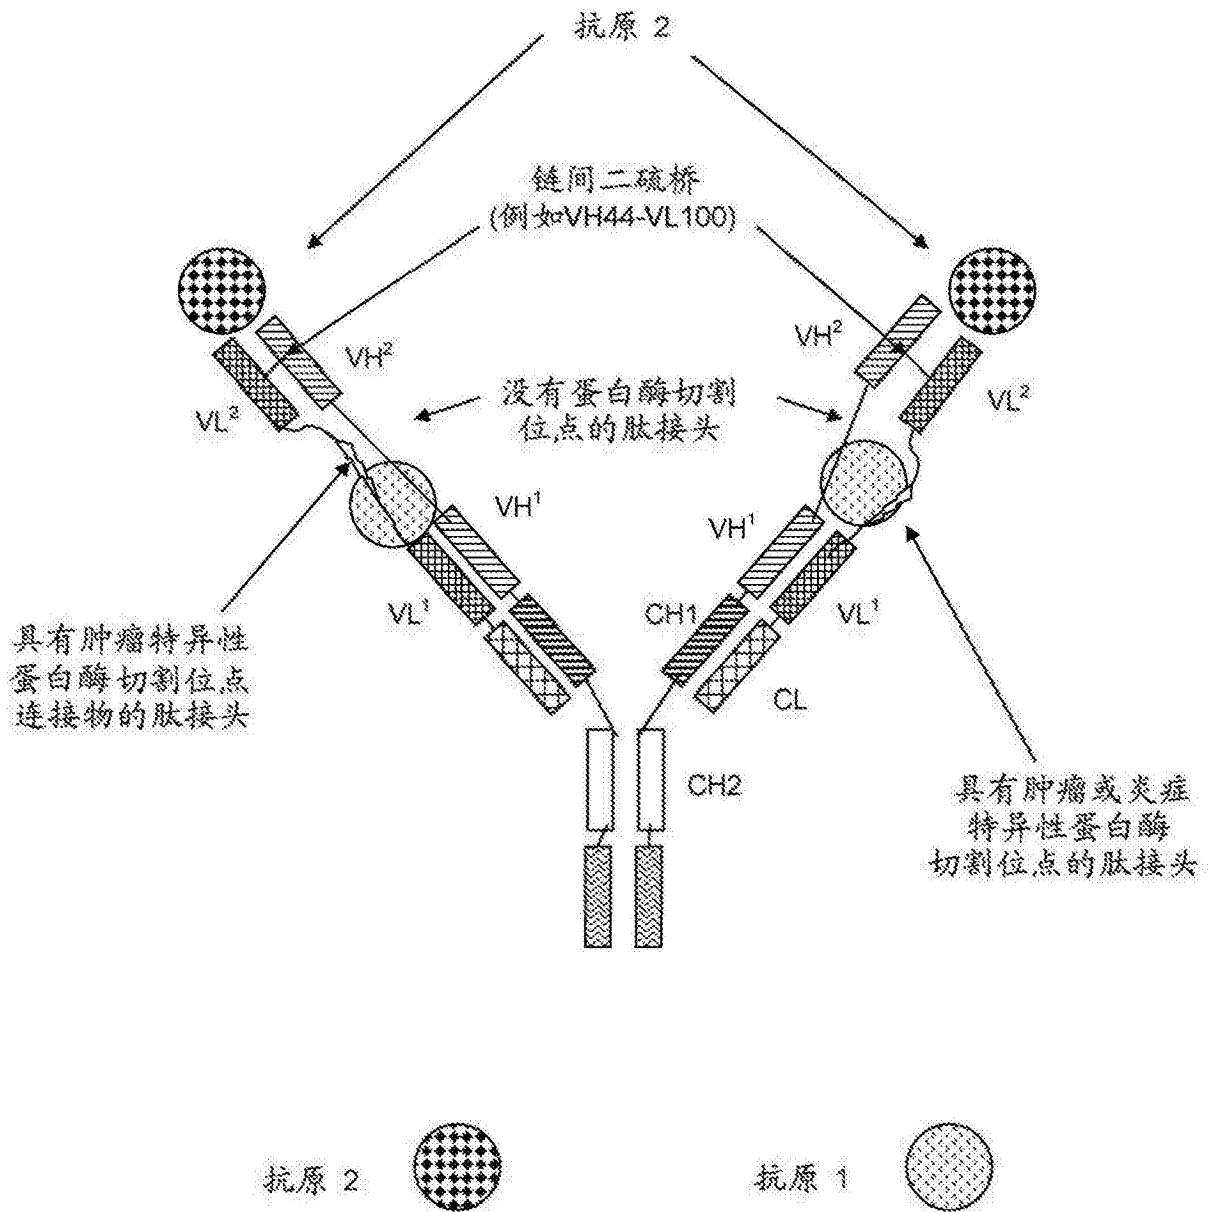 抗原 2
链间二硫桥
(例如VH44-VL100)
VH²
VH²
VL²
VL²
没有蛋白酶切割
位点的肽接头
VH¹
VH¹
VL¹
CH1
VL¹
具有肿瘤特异性
蛋白酶切割位点
连接物的肽接头
CL
CH2
具有肿瘤或炎症
特异性蛋白酶
切割位点的肽接头
抗原 2
抗原 1